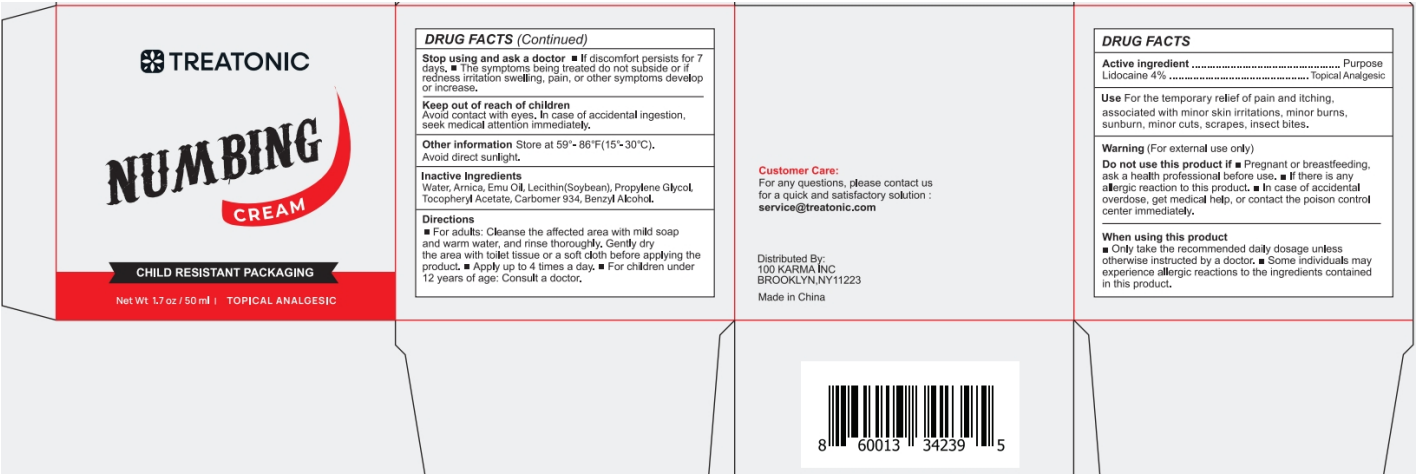 TREATONIC
NUMBING
CREAM
CHILD RESISTANT PACKAGING
Net Wt 1.7 oz / 50 ml | TOPICAL ANALGESIC
DRUG FACTS (Continued)
Stop using and ask a doctor ■ If discomfort persists for 7
days. ■ The symptoms being treated do not subside or if
redness irritation swelling, pain, or other symptoms develop
or increase.
Keep out of reach of children
Avoid contact with eyes. In case of accidental ingestion,
seek medical attention immediately.
Other information Store at 59°- 86°F(15°- 30°C).
Avoid direct sunlight.
Inactive Ingredients
Water, Arnica, Emu Oil, Lecithin(Soybean), Propylene Glycol,
Tocopheryl Acetate, Carbomer 934, Benzyl Alcohol.
Directions
■ For adults: Cleanse the affected area with mild soap
and warm water, and rinse thoroughly. Gently dry
the area with toilet tissue or a soft cloth before applying the
product. ■ Apply up to 4 times a day. ■ For children under
12 years of age: Consult a doctor.
Customer Care:
For any questions, please contact us
for a quick and satisfactory solution :
service@treatonic.com
Distributed By:
100 KARMA INC
BROOKLYN,NY11223
Made in China
8 60013 34239 5
DRUG FACTS
Active ingredient ................................................ Purpose
Lidocaine 4% ............................................. Topical Analgesic
Use For the temporary relief of pain and itching,
associated with minor skin irritations, minor burns,
sunburn, minor cuts, scrapes, insect bites.
Warning (For external use only)
Do not use this product if ■ Pregnant or breastfeeding,
ask a health professional before use. ■ If there is any
allergic reaction to this product. ■ In case of accidental
overdose, get medical help, or contact the poison control
center immediately.
When using this product
■ Only take the recommended daily dosage unless
otherwise instructed by a doctor. ■ Some individuals may
experience allergic reactions to the ingredients contained
in this product.